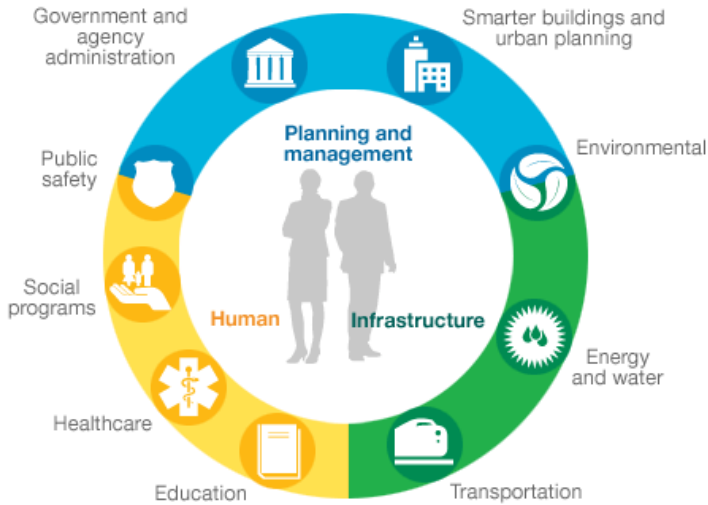 Government and
agency
administration
Smarter buildings and
urban planning
Planning and
management
Environmental
Public
safety
Social
programs
Human
Infrastructure
Energy
and water
Healthcare
Education
Transportation